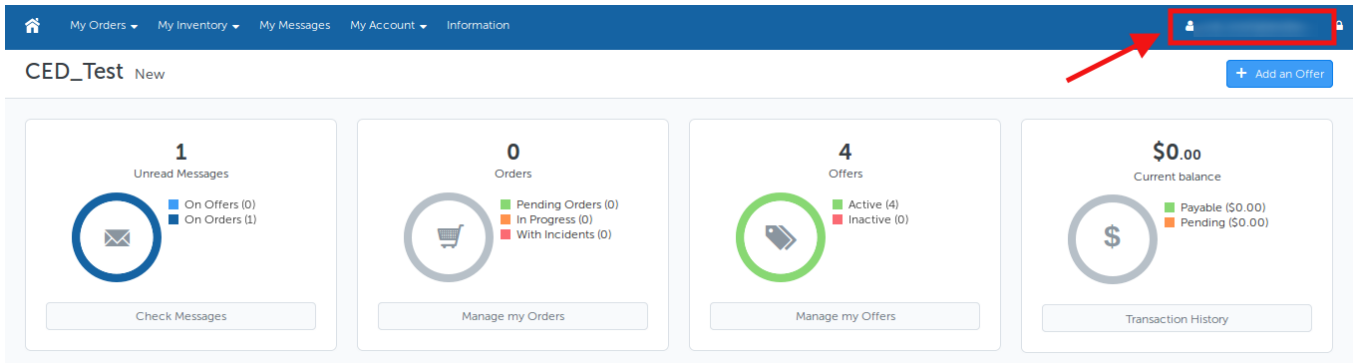 My Orders My Inventory My Messages My Account Information
CED_Test New
+ Add an Offer
1
Unread Messages
On Offers (0)
On Orders (1)
Check Messages
0
Orders
Pending Orders (0)
In Progress (0)
With Incidents (0)
Manage my Orders
4
Offers
Active (4)
Inactive (0)
Manage my Offers
$0.00
Current balance
$
Payable ($0.00)
Pending ($0.00)
Transaction History